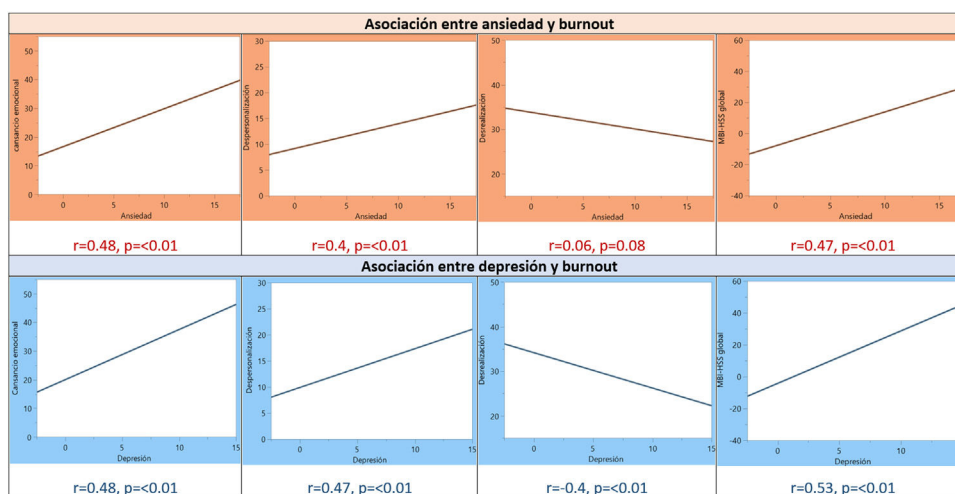 Asociación entre ansiedad y burnout
cansancio emocional
50
40
30
20
10
0
0 5 10 15
Ansiedad
Despersonalización
30
25
20
15
10
5
0
0 5 10 15
Ansiedad
Desrealización
50
40
30
20
0 5 10 15
Ansiedad
MBI-HSS global
60
40
20
0
-20
-40
0 5 10 15
Ansiedad
r=0.48, p=<0.01
r=0.4, p=<0.01
r=0.06, p=0.08
r=0.47, p=<0.01
Asociación entre depresión y burnout
Cansancio emocional
50
40
30
20
10
0
0 5 10 15
Depresión
Despersonalización
30
25
20
15
10
5
0
0 5 10 15
Depresión
Desrealización
50
40
30
20
0 5 10 15
Depresión
MBI-HSS global
60
40
20
0
-20
-40
0 5 10
Depresión
r=0.48, p=<0.01
r=0.47, p=<0.01
r=-0.4, p=<0.01
r=0.53, p=<0.01